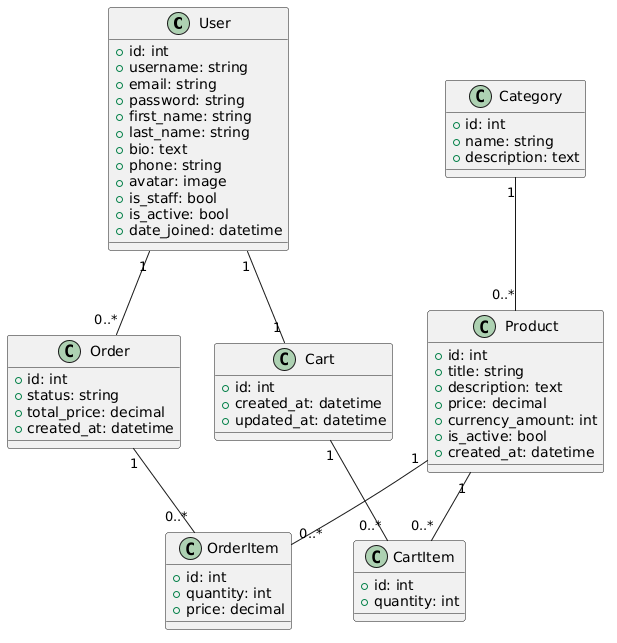 C User
id: int
username: string
email: string
password: string
first_name: string
last_name: string
bio: text
phone: string
avatar: image
is_staff: bool
is_active: bool
date_joined: datetime
C Category
id: int
name: string
description: text
1
0..*
1
1
1
0..*
C Order
id: int
status: string
total_price: decimal
created_at: datetime
C Cart
id: int
created_at: datetime
updated_at: datetime
C Product
id: int
title: string
description: text
price: decimal
currency_amount: int
is_active: bool
created_at: datetime
1
0..*
1
0..*
1
0..*
1
0..*
C OrderItem
id: int
quantity: int
price: decimal
C CartItem
id: int
quantity: int